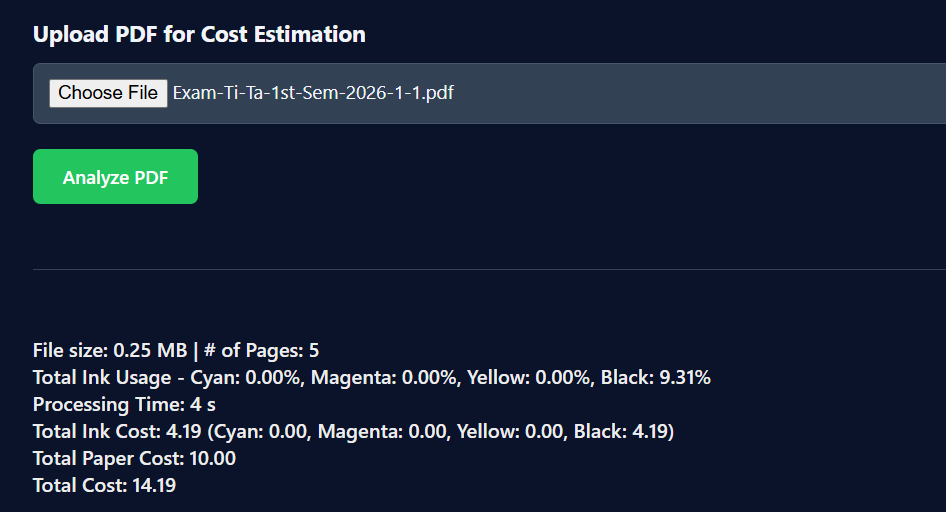 Upload PDF for Cost Estimation
Choose File Exam-Ti-Ta-1st-Sem-2026-1-1.pdf
Analyze PDF
File size: 0.25 MB | # of Pages: 5
Total Ink Usage - Cyan: 0.00%, Magenta: 0.00%, Yellow: 0.00%, Black: 9.31%
Processing Time: 4 s
Total Ink Cost: 4.19 (Cyan: 0.00, Magenta: 0.00, Yellow: 0.00, Black: 4.19)
Total Paper Cost: 10.00
Total Cost: 14.19